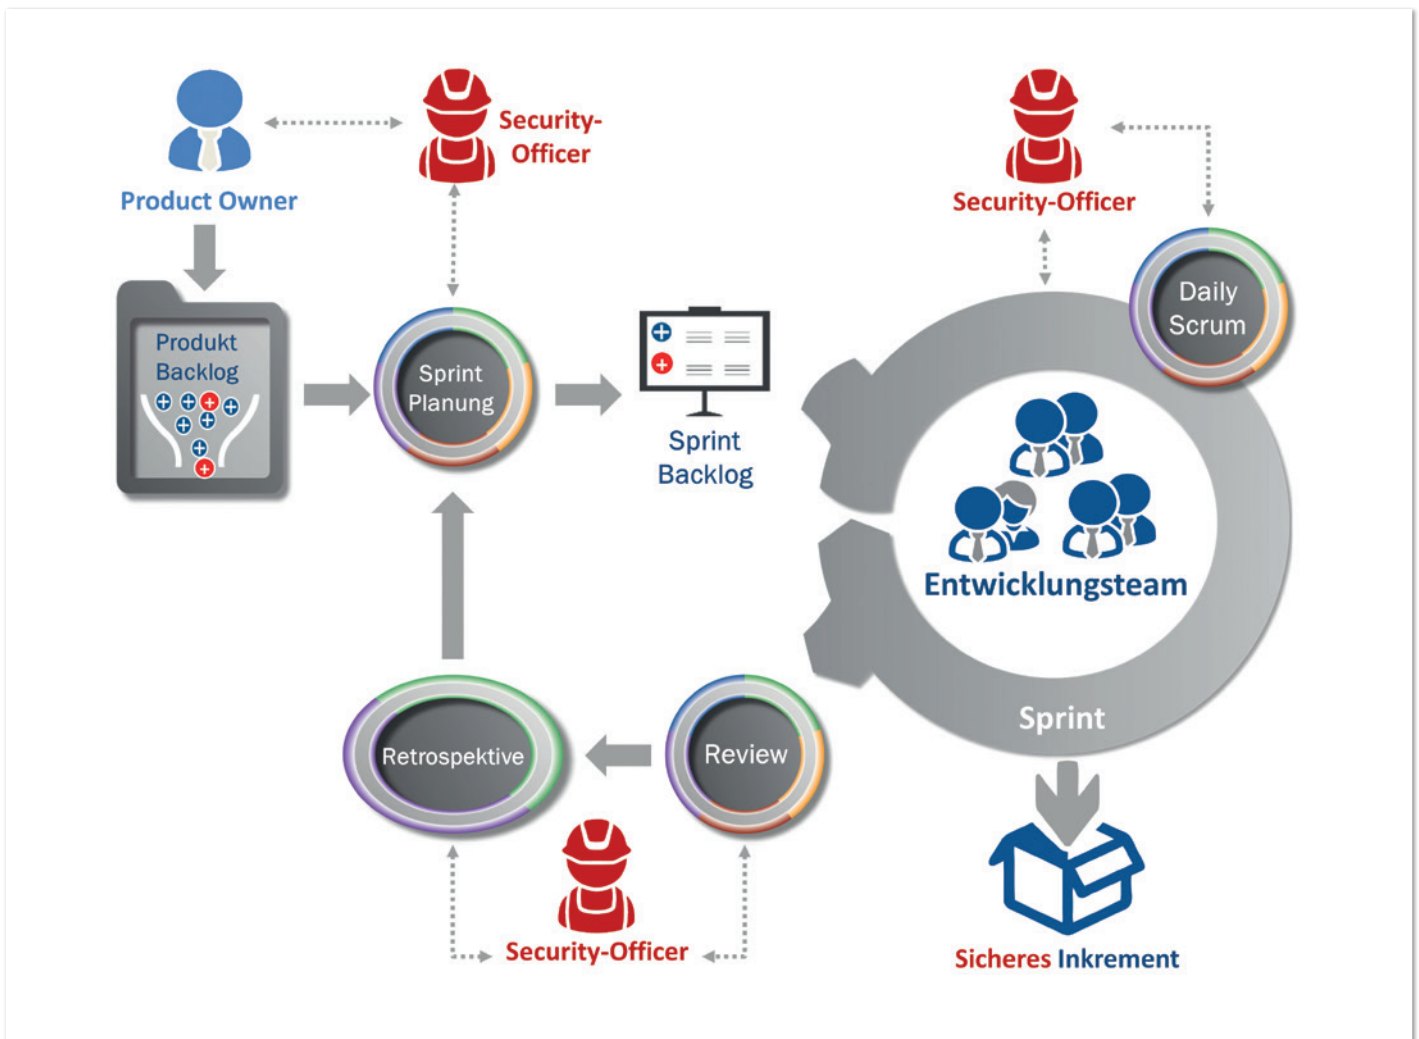 Security-
Officer
Product Owner
Security-Officer
Produkt
Backlog
Sprint
Planung
Sprint
Backlog
Daily
Scrum
Entwicklungsteam
Sprint
Retrospektive
Review
Security-Officer
Sicheres Inkrement